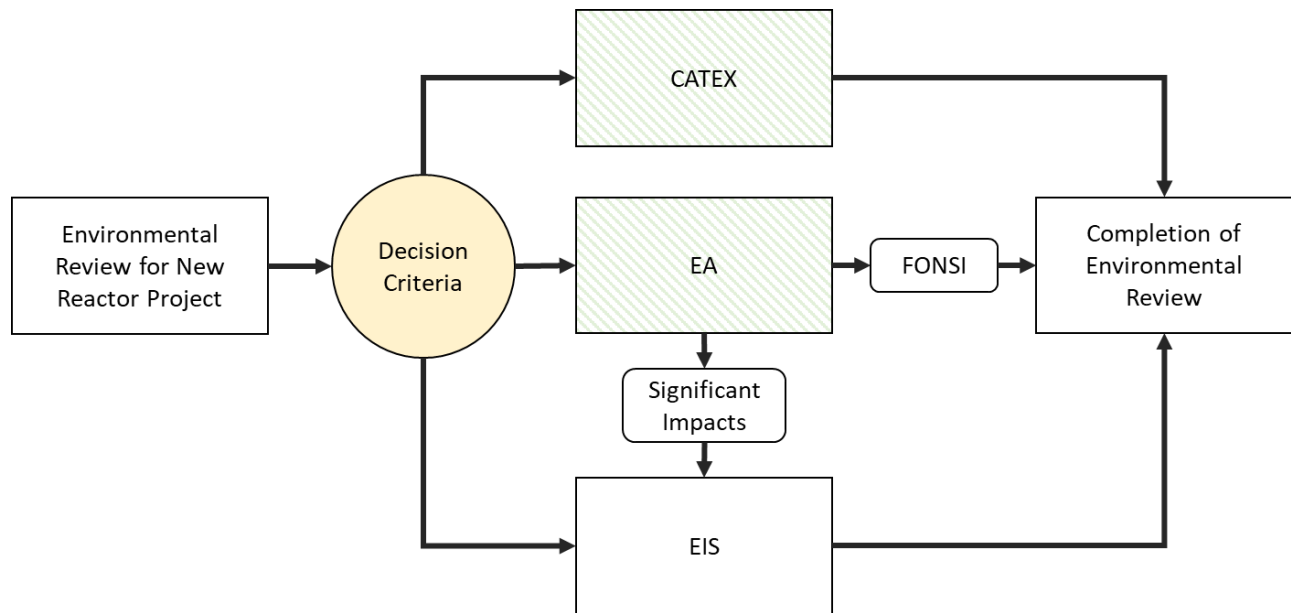 CATEX
Environmental
Review for New
Reactor Project
Decision
Criteria
EA
FONSI
Completion of
Environmental
Review
Significant
Impacts
EIS